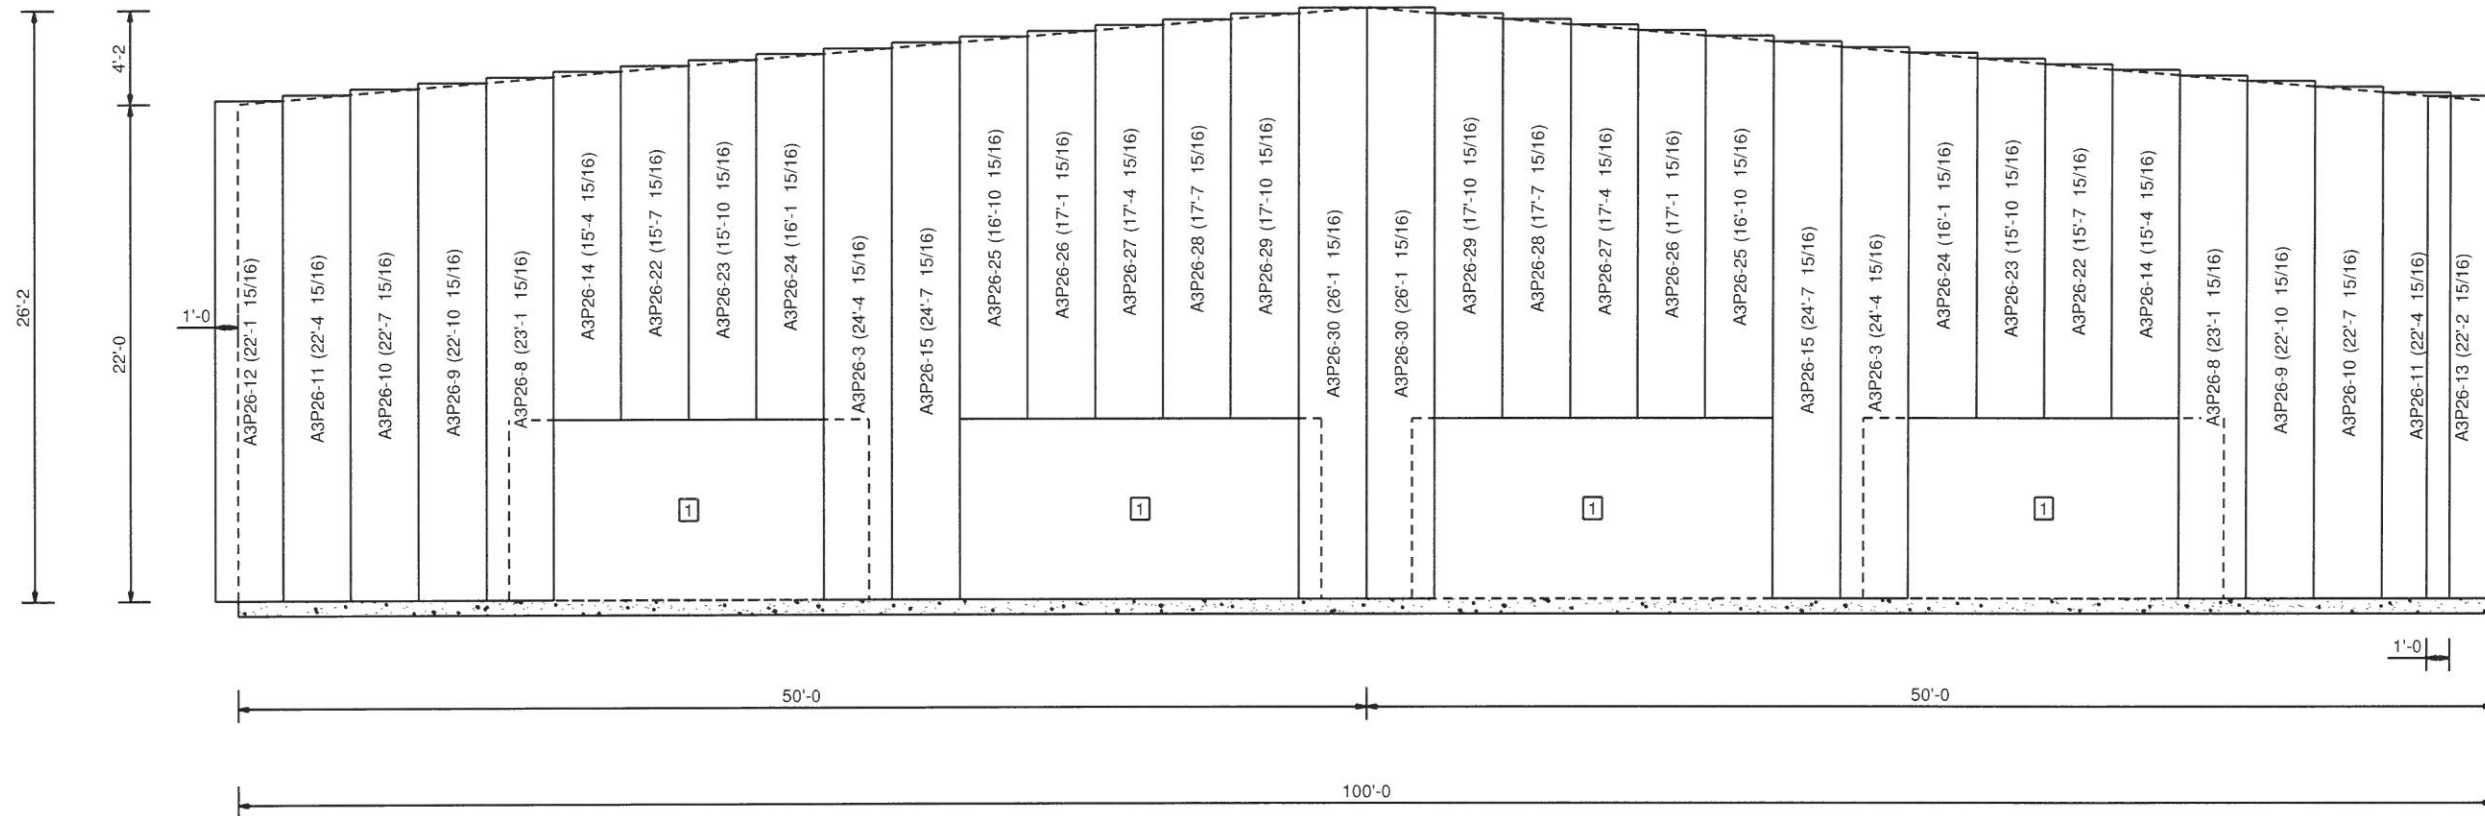 26'-2
4'-2
22'-0
1'-0
A3P26-12 (22'-1 15/16)
A3P26-11 (22'-4 15/16)
A3P26-10 (22'-7 15/16)
A3P26-9 (22'-10 15/16)
A3P26-8 (23'-1 15/16)
A3P26-14 (15'-4 15/16)
A3P26-22 (15'-7 15/16)
A3P26-23 (15'-10 15/16)
A3P26-24 (16'-1 15/16)
A3P26-3 (24'-4 15/16)
A3P26-15 (24'-7 15/16)
A3P26-25 (16'-10 15/16)
A3P26-26 (17'-1 15/16)
A3P26-27 (17'-4 15/16)
A3P26-28 (17'-7 15/16)
A3P26-29 (17'-10 15/16)
A3P26-30 (26'-1 15/16)
A3P26-30 (26'-1 15/16)
A3P26-29 (17'-10 15/16)
A3P26-28 (17'-7 15/16)
A3P26-27 (17'-4 15/16)
A3P26-26 (17'-1 15/16)
A3P26-25 (16'-10 15/16)
A3P26-15 (24'-7 15/16)
A3P26-3 (24'-4 15/16)
A3P26-24 (16'-1 15/16)
A3P26-23 (15'-10 15/16)
A3P26-22 (15'-7 15/16)
A3P26-14 (15'-4 15/16)
A3P26-8 (23'-1 15/16)
A3P26-9 (22'-10 15/16)
A3P26-10 (22'-7 15/16)
A3P26-11 (22'-4 15/16)
A3P26-13 (22'-2 15/16)
1
1
1
1
1'-0
50'-0
50'-0
100'-0